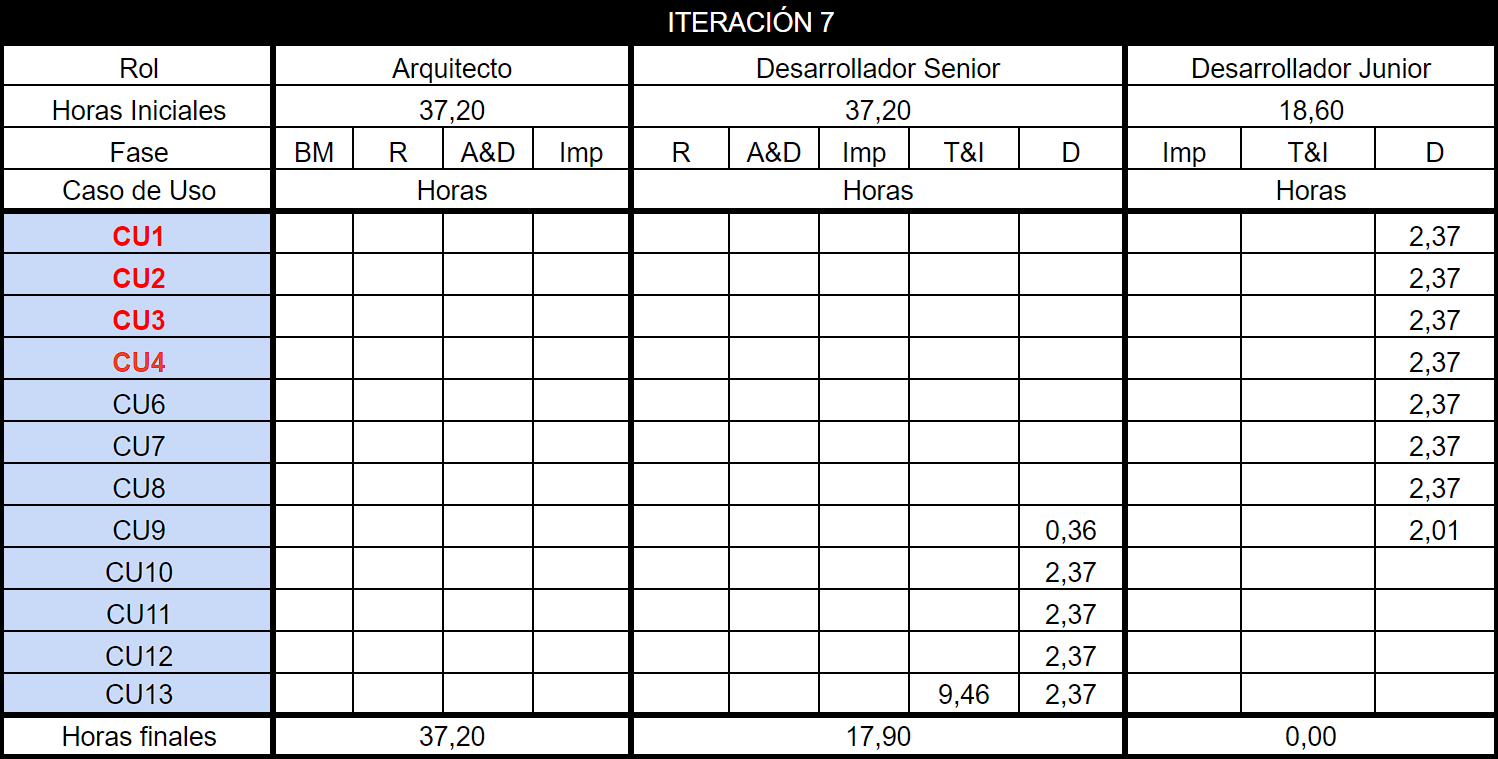 ITERACIÓN 7
Rol Arquitecto Desarrollador Senior Desarrollador Junior
Horas Iniciales 37,20 37,20 18,60
Fase BM R A&D Imp R A&D Imp T&I D Imp T&I D
Caso de Uso Horas Horas Horas
CU1 2,37
CU2 2,37
CU3 2,37
CU4 2,37
CU6 2,37
CU7 2,37
CU8 2,37
CU9 0,36 2,01
CU10 2,37
CU11 2,37
CU12 2,37
CU13 9,46 2,37
Horas finales 37,20 17,90 0,00